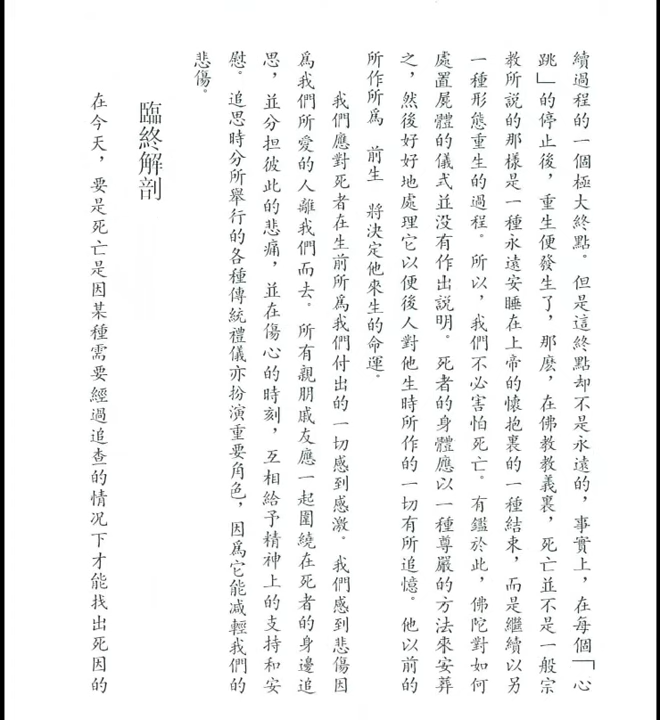 續過程的一個極大終點。但是這終點却不是永遠的，事實上，在每個「心
跳」的停止後，重生便發生了，那麽，在佛教教義裏，死亡並不是一般宗
教所説的那樣是一種永遠安睡在上帝的懷抱裏的一種結束，而是繼續以另
一種形態重生的過程。所以，我們不必害怕死亡。有鑑於此，佛陀對如何
處置屍體的儀式並没有作出説明。死者的身體應以一種尊嚴的方法來安葬
之，然後好好地處理它以便後人對他生時所作的一切有所追憶。他以前的
所作所爲　前生　將決定他來生的命運。
我們應對死者在生前所爲我們付出的一切感到感激。我們感到悲傷因
爲我們所愛的人離我們而去。所有親朋戚友應一起圍繞在死者的身邊追
思，並分担彼此的悲痛，並在傷心的時刻，互相給予精神上的支持和安
慰。追思時分所舉行的各種傳統禮儀亦扮演重要角色，因爲它能減輕我們的
悲傷。
臨終解剖
在今天，要是死亡是因某種需要經過追查的情况下才能找出死因的